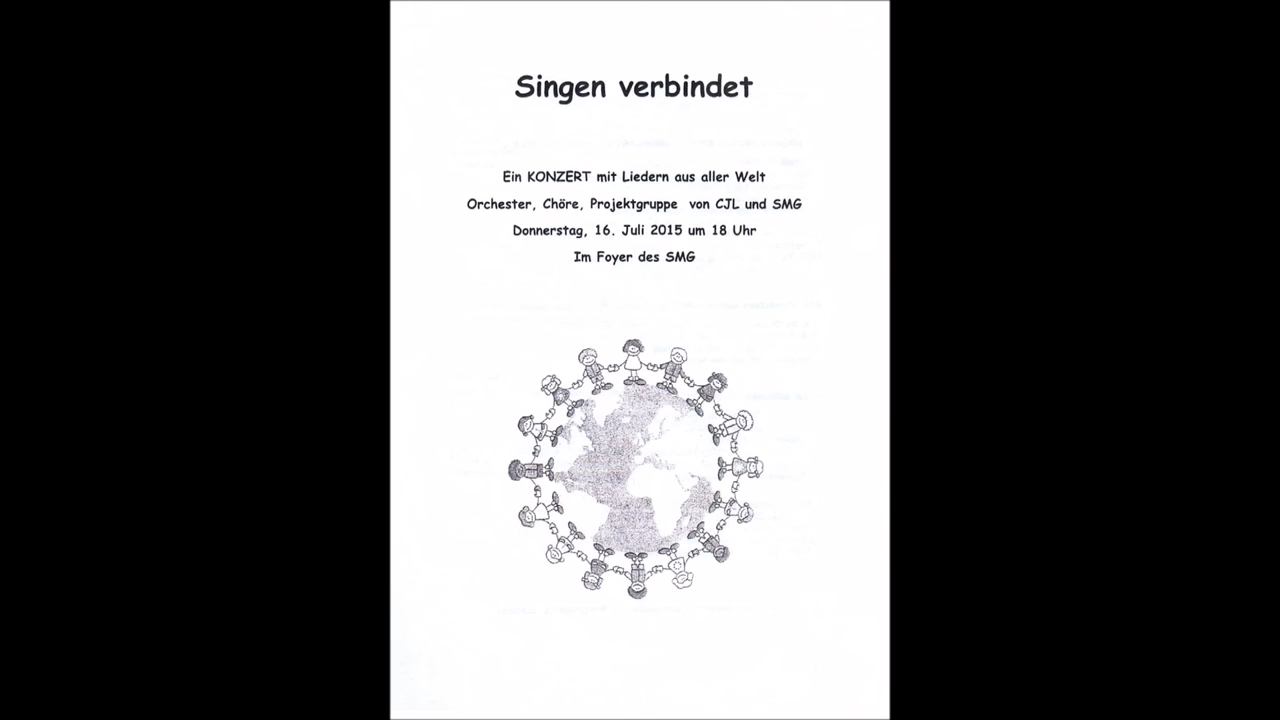 Singen verbindet
Ein KONZERT mit Liedern aus aller Welt
Orchester, Chöre, Projektgruppe von CJL und SMG
Donnerstag, 16. Juli 2015 um 18 Uhr
Im Foyer des SMG